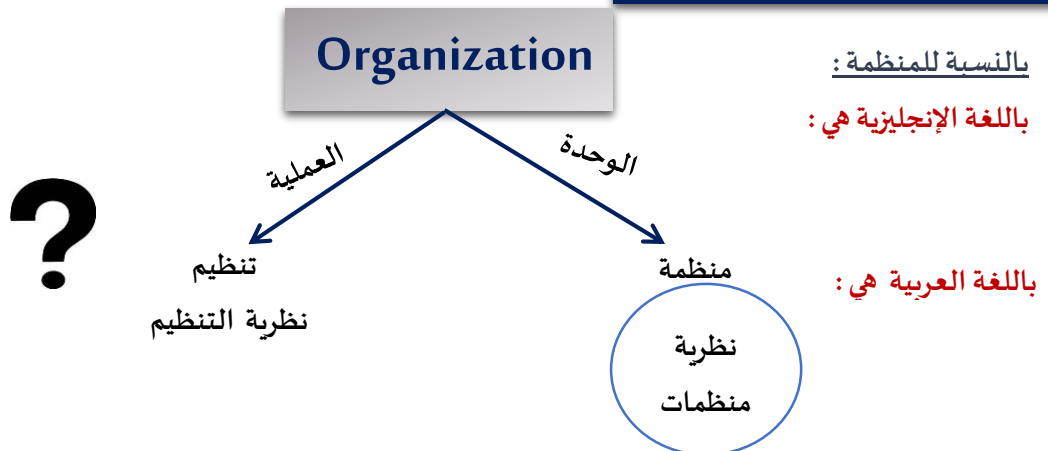 Organization
بالنسبة للمنظمة :
باللغة الإنجليزية هي :
العملية
الوحدة
باللغة العربية هي :
منظمة
تنظيم
نظرية التنظيم
نظرية
منظمات
?